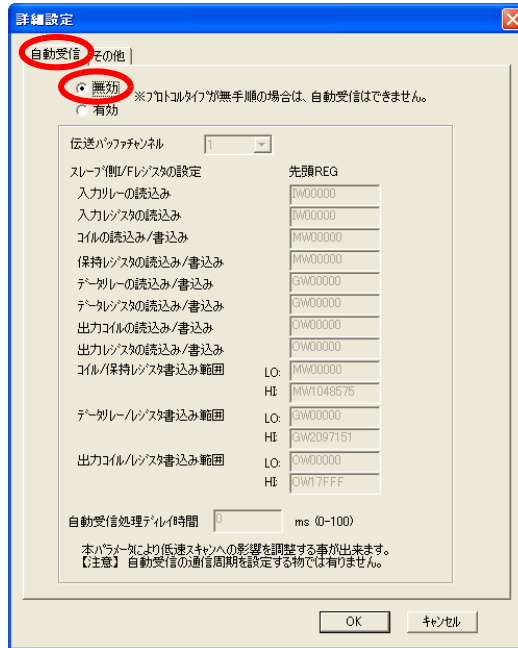 詳細設定
自動受信 その他
無効 ※ﾌﾟﾛﾄｺﾙﾀｲﾌﾟが無手順の場合は、自動受信はできません。
有効
伝送ﾊﾞｯﾌｧﾁｬﾝﾈﾙ 1
ｽﾚｰﾌﾞ側I/Fﾚｼﾞｽﾀの設定 先頭REG
入力ﾘﾚｰの読込み IW00000
入力ﾚｼﾞｽﾀの読込み IW00000
ｺｲﾙの読込み/書込み MW00000
保持ﾚｼﾞｽﾀの読込み/書込み MW00000
ﾃﾞｰﾀﾘﾚｰの読込み/書込み GW00000
ﾃﾞｰﾀﾚｼﾞｽﾀの読込み/書込み GW00000
出力ｺｲﾙの読込み/書込み OW00000
出力ﾚｼﾞｽﾀの読込み/書込み OW00000
ｺｲﾙ/保持ﾚｼﾞｽﾀ書込み範囲 LO: MW00000
HI: MW1048575
ﾃﾞｰﾀﾘﾚｰ/ﾚｼﾞｽﾀ書込み範囲 LO: GW00000
HI: GW2097151
出力ｺｲﾙ/ﾚｼﾞｽﾀ書込み範囲 LO: OW00000
HI: OW17FFF
自動受信処理ﾃﾞｨﾚｲ時間 0 ms (0-100)
本ﾊﾟﾗﾒｰﾀにより低速ｽｷｬﾝへの影響を調整する事が出来ます。
【注意】 自動受信の通信周期を設定する物では有りません。
OK ｷｬﾝｾﾙ